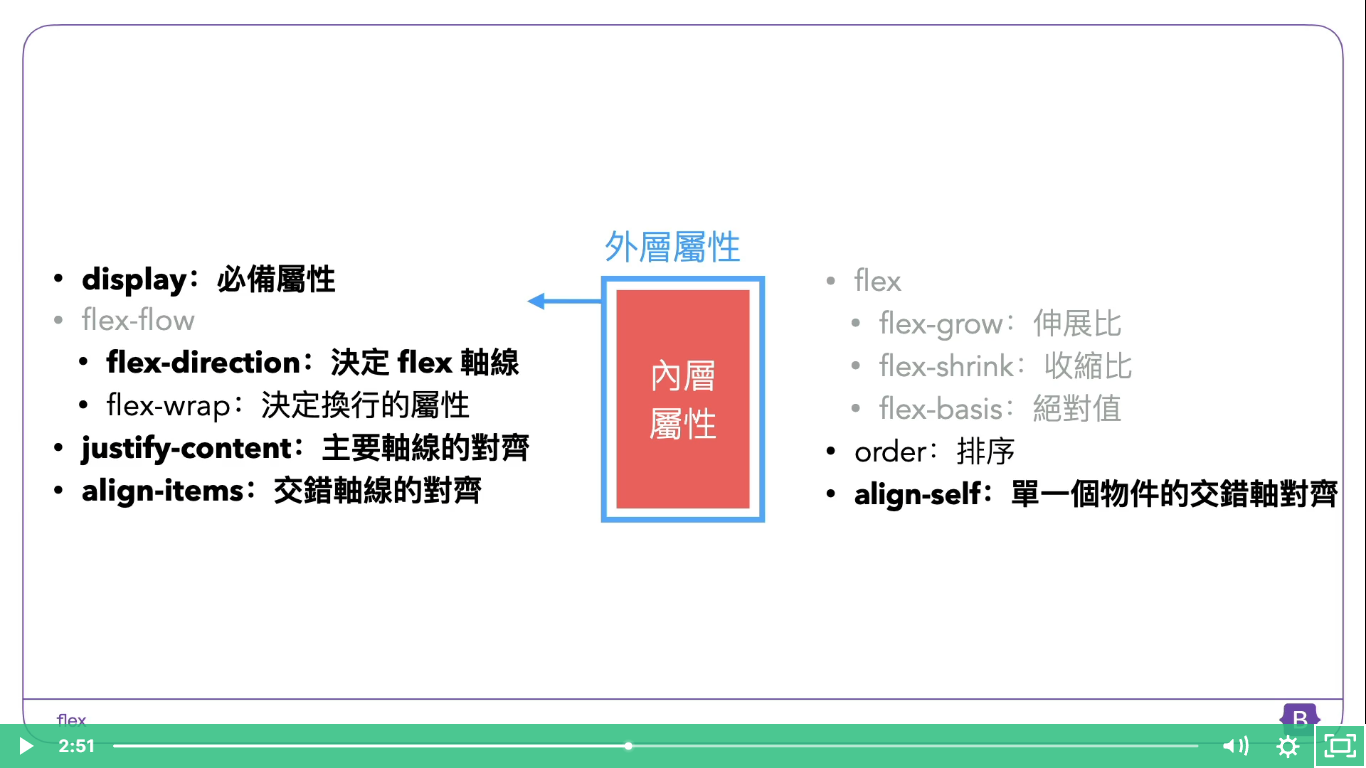 外層屬性
• display：必備屬性
• flex-flow
• flex-direction：決定 flex 軸線
• flex-wrap：決定換行的屬性
• justify-content：主要軸線的對齊
• align-items：交錯軸線的對齊
內層
屬性
• flex
• flex-grow：伸展比
• flex-shrink：收縮比
• flex-basis：絕對值
• order：排序
• align-self：單一個物件的交錯軸對齊
flex
B
2:51